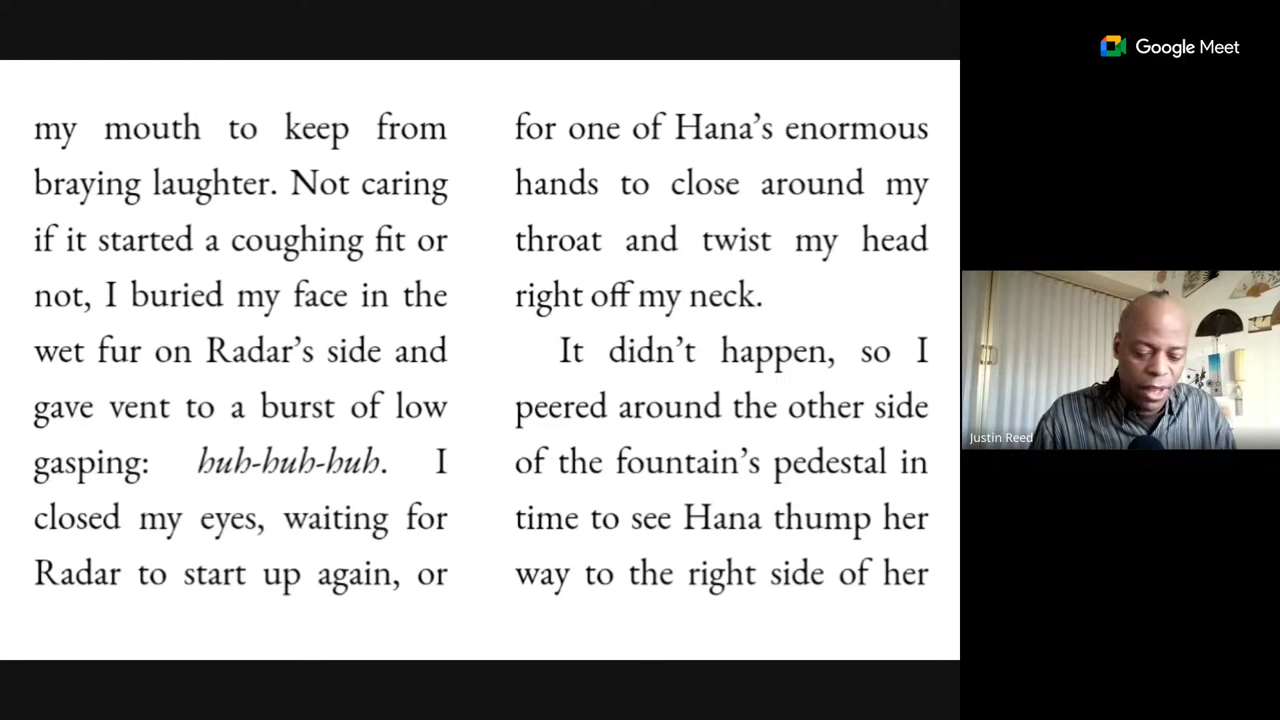 my mouth to keep from
braying laughter. Not caring
if it started a coughing fit or
not, I buried my face in the
wet fur on Radar’s side and
gave vent to a burst of low
gasping: huh-huh-huh. I
closed my eyes, waiting for
Radar to start up again, or
for one of Hana’s enormous
hands to close around my
throat and twist my head
right off my neck.
It didn’t happen, so I
peered around the other side
of the fountain’s pedestal in
time to see Hana thump her
way to the right side of her
Google Meet
Justin Reed